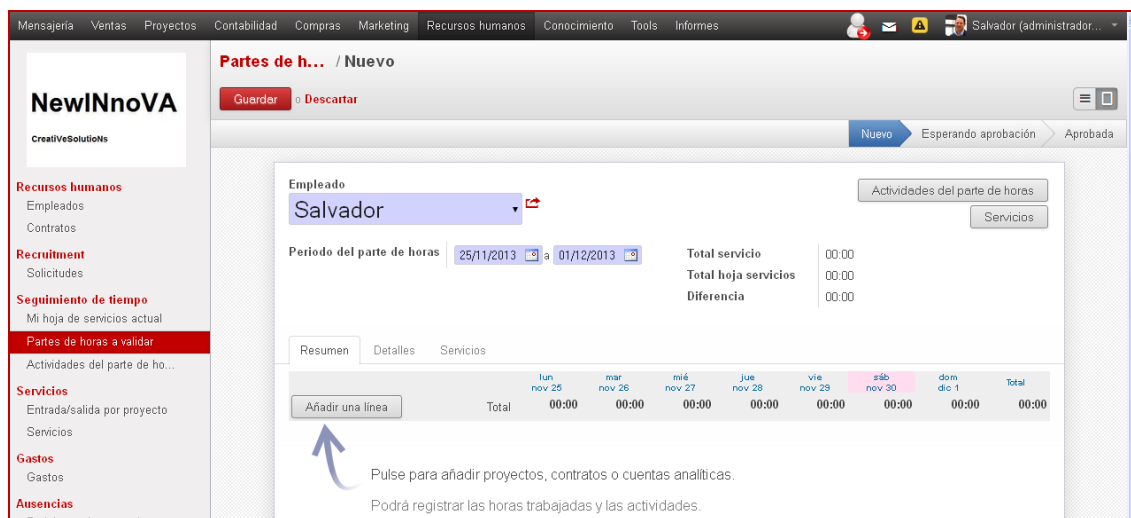 Mensajería Ventas Proyectos Contabilidad Compras Marketing Recursos humanos Conocimiento Tools Informes Salvador (administrador...
NewINnoVA
CreatiVeSolutioNs
Recursos humanos
Empleados
Contratos
Recruitment
Solicitudes
Seguimiento de tiempo
Mi hoja de servicios actual
Partes de horas a validar
Actividades del parte de ho...
Servicios
Entrada/salida por proyecto
Servicios
Gastos
Gastos
Ausencias
Partes de h... / Nuevo
Guardar o Descartar
Nuevo Esperando aprobación Aprobada
Empleado
Salvador
Actividades del parte de horas
Servicios
Periodo del parte de horas 25/11/2013 a 01/12/2013
Total servicio 00:00
Total hoja servicios 00:00
Diferencia 00:00
Resumen Detalles Servicios
lun mar mié jue vie sáb dom Total
nov 25 nov 26 nov 27 nov 28 nov 29 nov 30 dic 1
Añadir una línea Total 00:00 00:00 00:00 00:00 00:00 00:00 00:00 00:00
Pulse para añadir proyectos, contratos o cuentas analíticas.
Podrá registrar las horas trabajadas y las actividades.